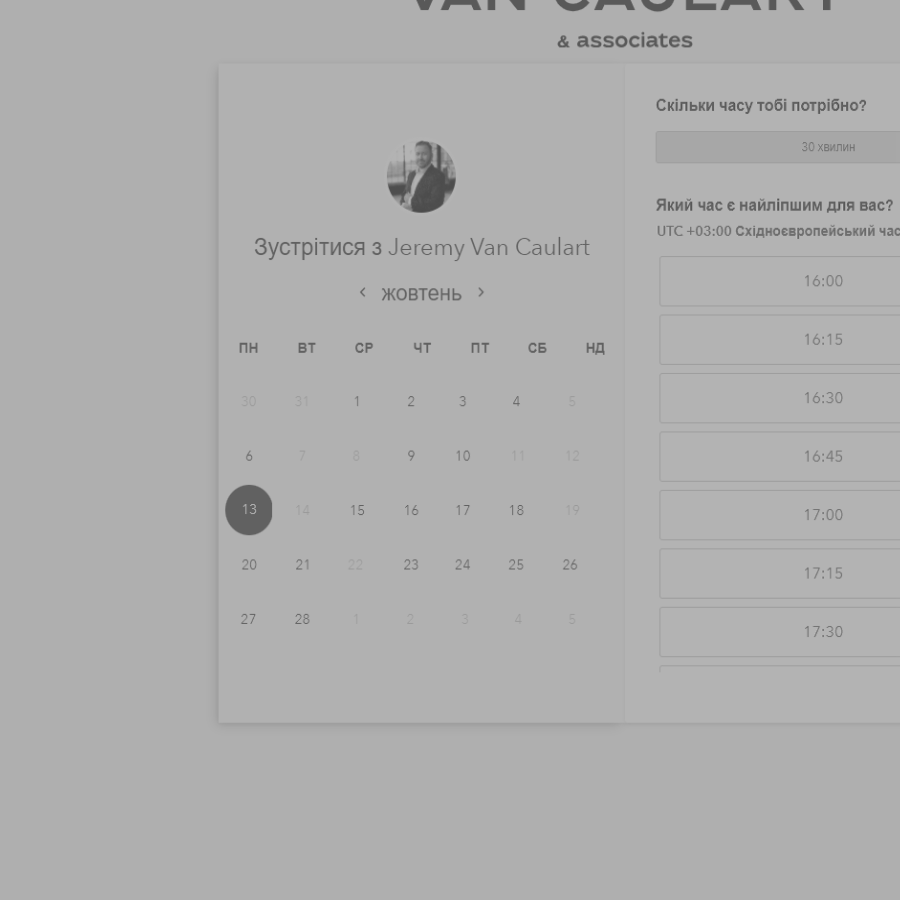 VAN CAULART
& associates
Зустрітися з Jeremy Van Caulart
жовтень
ПН ВТ СР ЧТ ПТ СБ НД
30 31 1 2 3 4 5
6 7 8 9 10 11 12
13 14 15 16 17 18 19
20 21 22 23 24 25 26
27 28 1 2 3 4 5
Скільки часу тобі потрібно?
30 хвилин
Який час є найліпшим для вас?
UTC +03:00 Східноєвропейський час
16:00
16:15
16:30
16:45
17:00
17:15
17:30